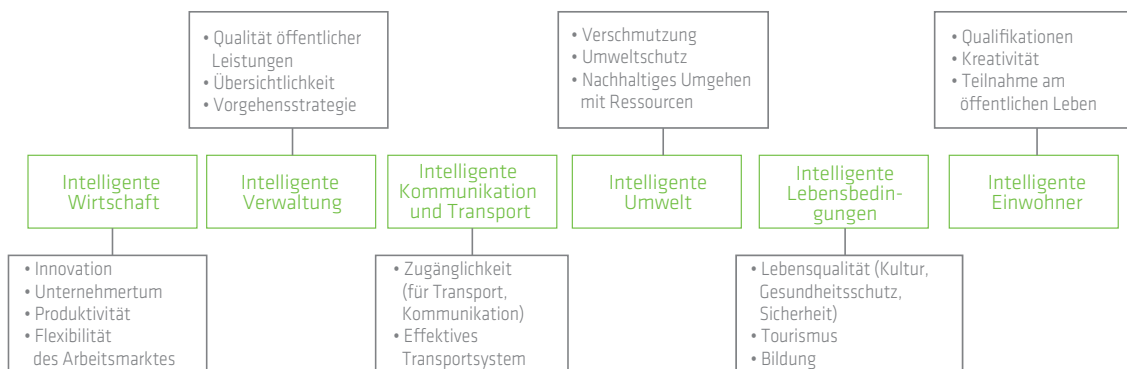 • Qualität öffentlicher
Leistungen
• Übersichtlichkeit
• Vorgehensstrategie
• Verschmutzung
• Umweltschutz
• Nachhaltiges Umgehen
mit Ressourcen
• Qualifikationen
• Kreativität
• Teilnahme am
öffentlichen Leben
Intelligente
Wirtschaft
Intelligente
Verwaltung
Intelligente
Kommunikation
und Transport
Intelligente
Umwelt
Intelligente
Lebensbedin-
gungen
Intelligente
Einwohner
• Innovation
• Unternehmertum
• Produktivität
• Flexibilität
des Arbeitsmarktes
• Zugänglichkeit
(für Transport,
Kommunikation)
• Effektives
Transportsystem
• Lebensqualität (Kultur,
Gesundheitsschutz,
Sicherheit)
• Tourismus
• Bildung